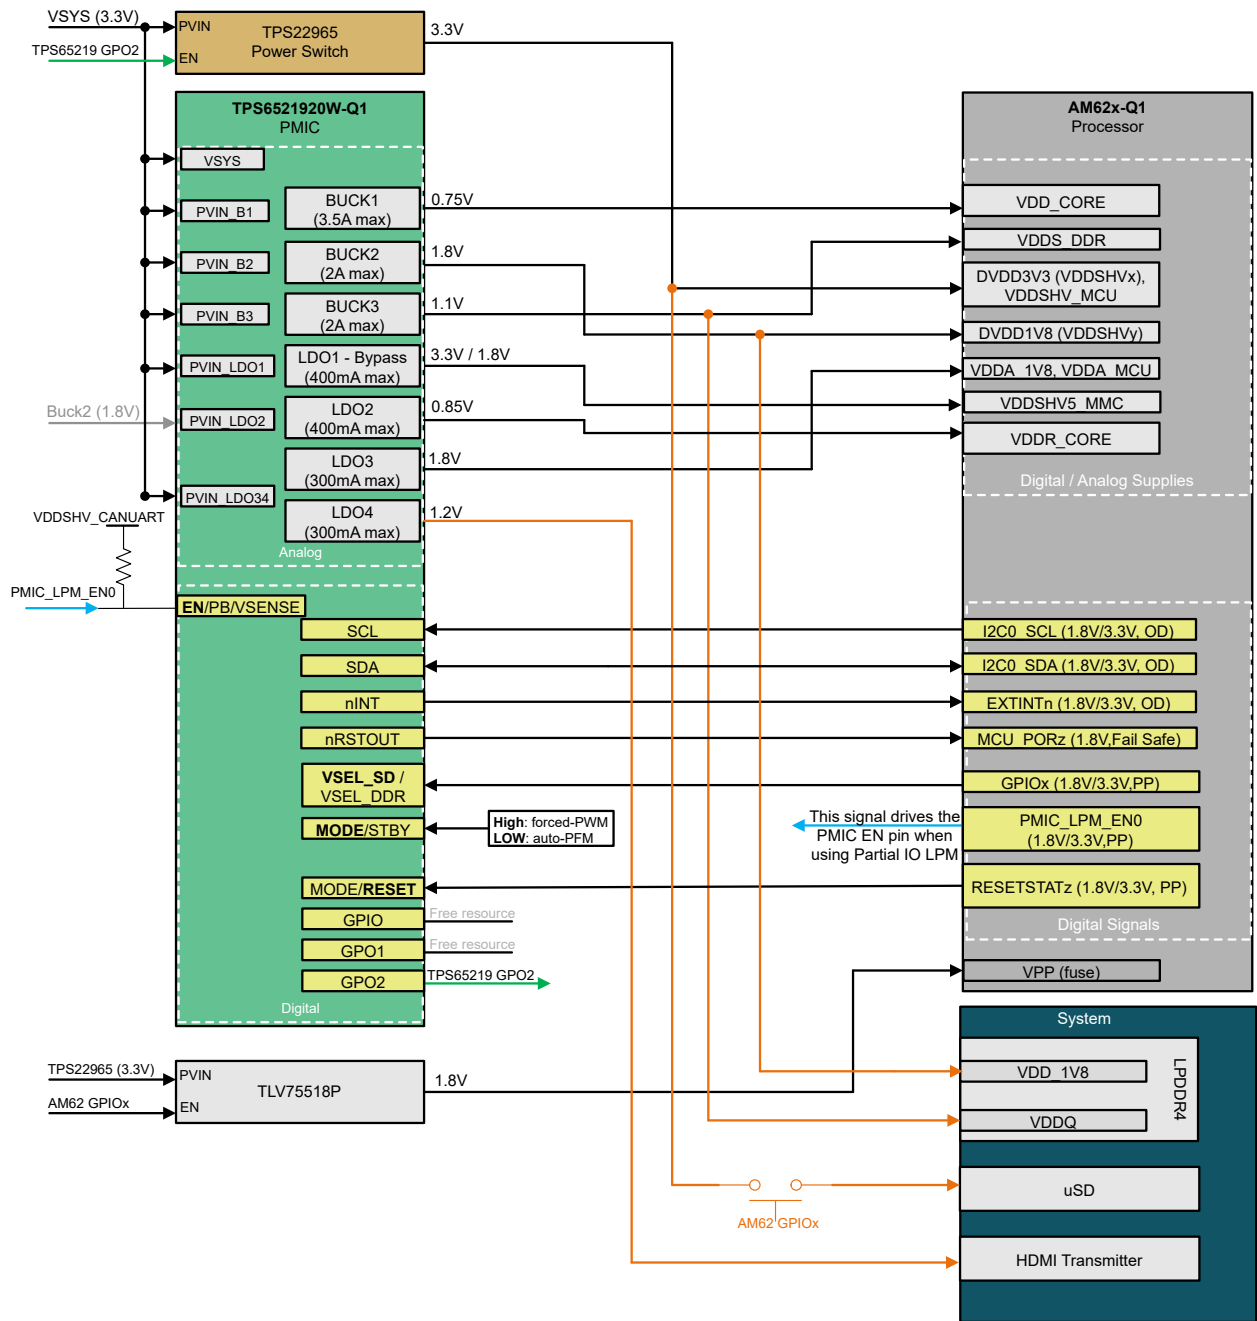 VSYS (3.3V)
PVIN
TPS22965
Power Switch
3.3V
TPS65219 GPO2
EN
TPS6521920W-Q1
PMIC
VSYS
PVIN_B1
BUCK1
(3.5A max)
0.75V
PVIN_B2
BUCK2
(2A max)
1.8V
PVIN_B3
BUCK3
(2A max)
1.1V
PVIN_LDO1
LDO1 - Bypass
(400mA max)
3.3V / 1.8V
Buck2 (1.8V)
PVIN_LDO2
LDO2
(400mA max)
0.85V
LDO3
(300mA max)
1.8V
PVIN_LDO34
LDO4
(300mA max)
1.2V
Analog
VDDSHV_CANUART
PMIC_LPM_EN0
EN/PB/VSENSE
SCL
SDA
nINT
nRSTOUT
VSEL_SD /
VSEL_DDR
MODE/STBY
High: forced-PWM
LOW: auto-PFM
MODE/RESET
GPIO
Free resource
GPO1
Free resource
GPO2
TPS65219 GPO2
Digital
AM62x-Q1
Processor
VDD_CORE
VDDS_DDR
DVDD3V3 (VDDSHVx),
VDDSHV_MCU
DVDD1V8 (VDDSHVy)
VDDA_1V8, VDDA_MCU
VDDSHV5_MMC
VDDR_CORE
Digital / Analog Supplies
I2C0_SCL (1.8V/3.3V, OD)
I2C0_SDA (1.8V/3.3V, OD)
EXTINTn (1.8V/3.3V, OD)
MCU_PORz (1.8V,Fail Safe)
GPIOx (1.8V/3.3V,PP)
This signal drives the
PMIC EN pin when
using Partial IO LPM
PMIC_LPM_EN0
(1.8V/3.3V,PP)
RESETSTATz (1.8V/3.3V, PP)
Digital Signals
VPP (fuse)
TPS22965 (3.3V)
PVIN
TLV75518P
1.8V
AM62 GPIOx
EN
System
VDD_1V8
VDDQ
LPDDR4
uSD
AM62 GPIOx
HDMI Transmitter